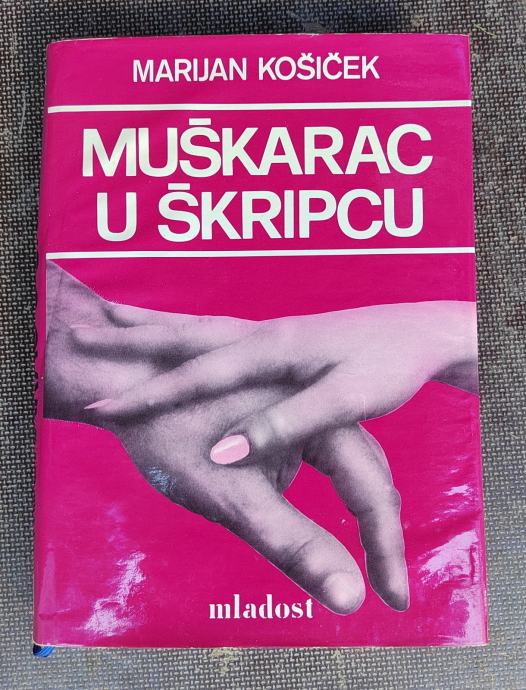 MARIJAN KOŠIČEK
MUŠKARAC
U ŠKRIPCU
mladost